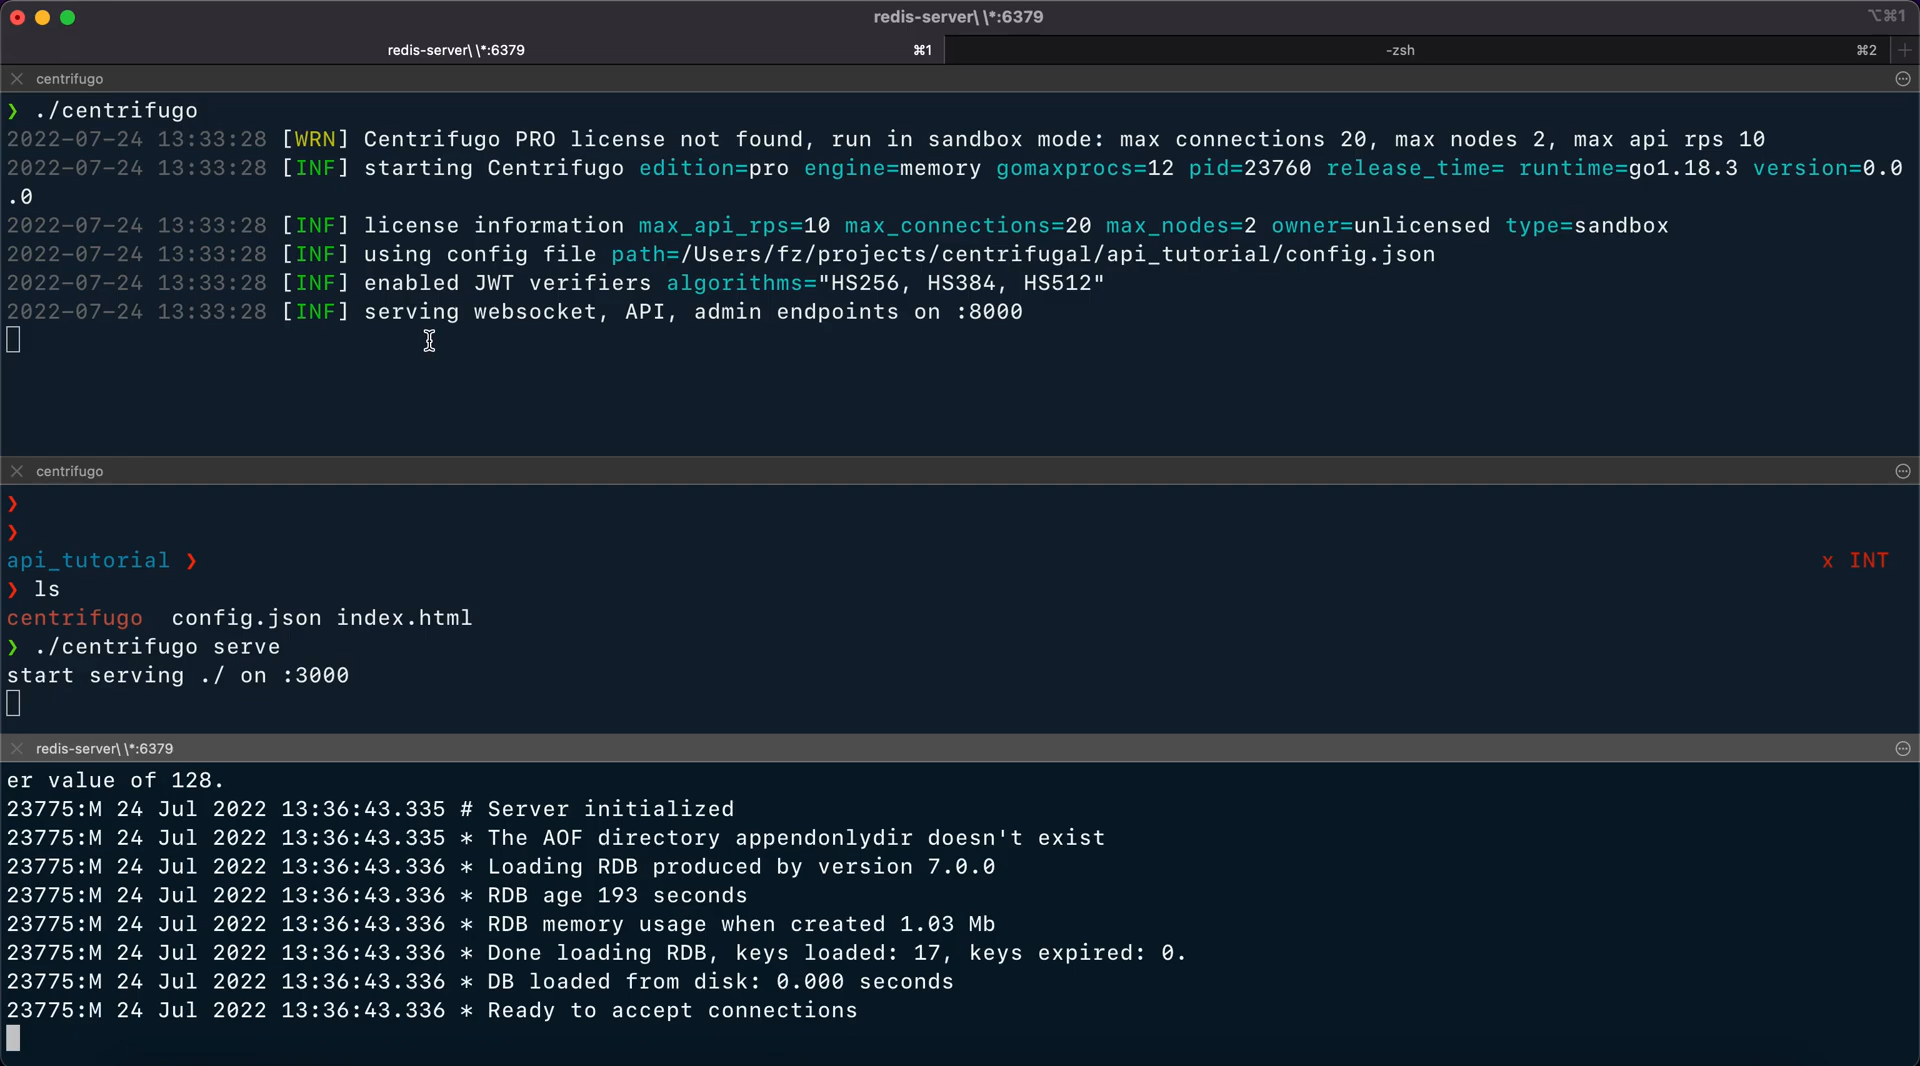 redis-server\ \*:6379
⌥⌘1
redis-server\ \*:6379 ⌘1
-zsh ⌘2
centrifugo
❯ ./centrifugo
2022-07-24 13:33:28 [WRN] Centrifugo PRO license not found, run in sandbox mode: max connections 20, max nodes 2, max api rps 10
2022-07-24 13:33:28 [INF] starting Centrifugo edition=pro engine=memory gomaxprocs=12 pid=23760 release_time= runtime=go1.18.3 version=0.0
.0
2022-07-24 13:33:28 [INF] license information max_api_rps=10 max_connections=20 max_nodes=2 owner=unlicensed type=sandbox
2022-07-24 13:33:28 [INF] using config file path=/Users/fz/projects/centrifugal/api_tutorial/config.json
2022-07-24 13:33:28 [INF] enabled JWT verifiers algorithms="HS256, HS384, HS512"
2022-07-24 13:33:28 [INF] serving websocket, API, admin endpoints on :8000
centrifugo
❯
❯
api_tutorial ❯ x INT
❯ ls
centrifugo config.json index.html
❯ ./centrifugo serve
start serving ./ on :3000
redis-server\ \*:6379
er value of 128.
23775:M 24 Jul 2022 13:36:43.335 # Server initialized
23775:M 24 Jul 2022 13:36:43.335 * The AOF directory appendonlydir doesn't exist
23775:M 24 Jul 2022 13:36:43.336 * Loading RDB produced by version 7.0.0
23775:M 24 Jul 2022 13:36:43.336 * RDB age 193 seconds
23775:M 24 Jul 2022 13:36:43.336 * RDB memory usage when created 1.03 Mb
23775:M 24 Jul 2022 13:36:43.336 * Done loading RDB, keys loaded: 17, keys expired: 0.
23775:M 24 Jul 2022 13:36:43.336 * DB loaded from disk: 0.000 seconds
23775:M 24 Jul 2022 13:36:43.336 * Ready to accept connections